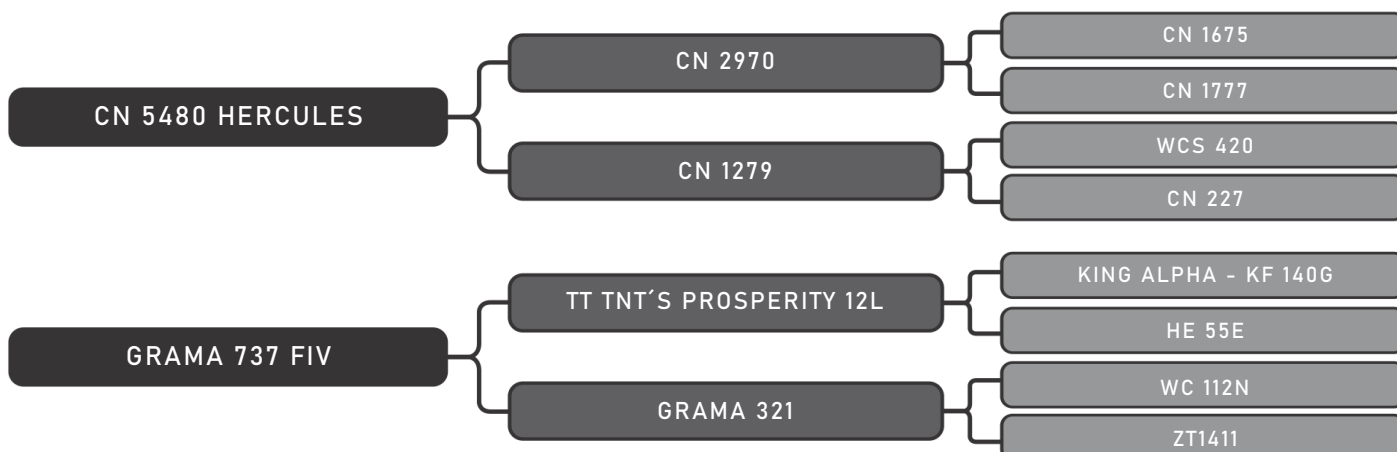 CN 5480 HERCULES
CN 2970
CN 1675
CN 1777
CN 1279
WCS 420
CN 227
GRAMA 737 FIV
TT TNT´S PROSPERITY 12L
KING ALPHA - KF 140G
HE 55E
GRAMA 321
WC 112N
ZT1411